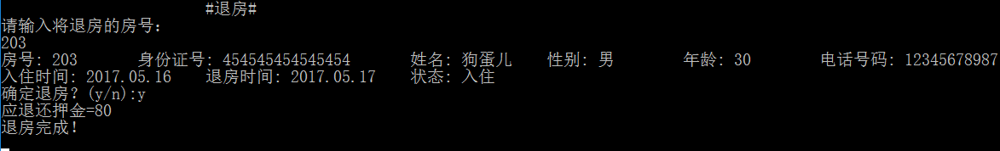 #退房#
请输入将退房的房号：
203
房号: 203 身份证号: 454545454545454 姓名: 狗蛋儿 性别: 男 年龄: 30 电话号码: 12345678987
入住时间: 2017.05.16 退房时间: 2017.05.17 状态: 入住
确定退房？(y/n):y
应退还押金=80
退房完成！